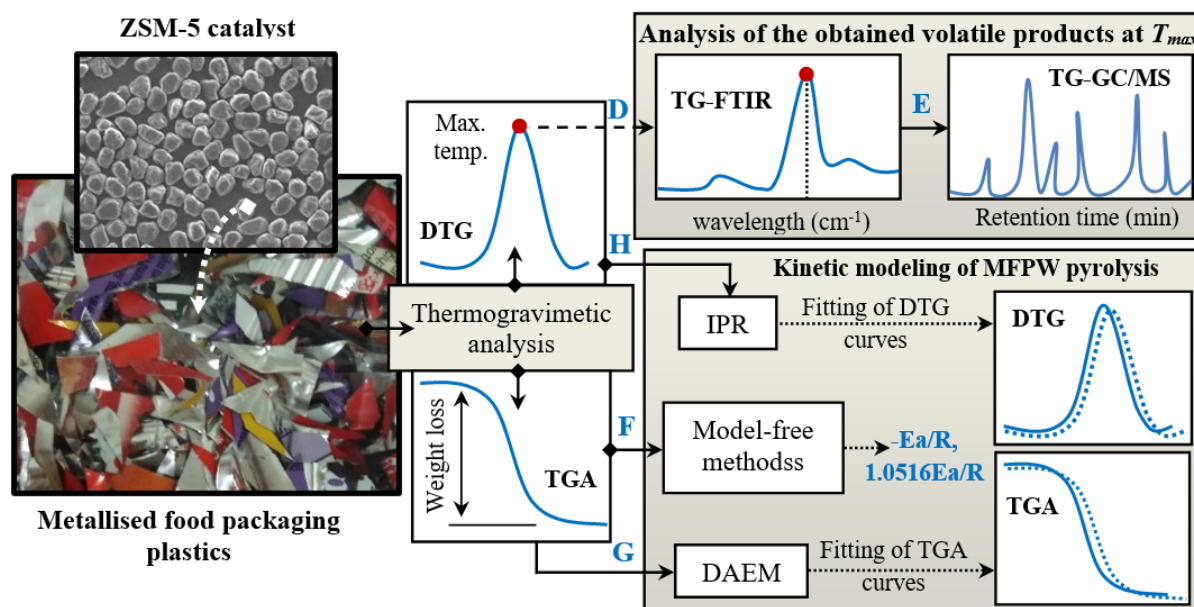 ZSM-5 catalyst
Metallised food packaging
plastics
Max.
temp.
DTG
Thermogravimetic
analysis
Weight loss
TGA
D
H
F
G
Analysis of the obtained volatile products at Tmax
TG-FTIR
wavelength (cm-1)
E
TG-GC/MS
Retention time (min)
Kinetic modeling of MFPW pyrolysis
IPR
Fitting of DTG
curves
DTG
Model-free
methodss
-Ea/R,
1.0516Ea/R
DAEM
Fitting of TGA
curves
TGA